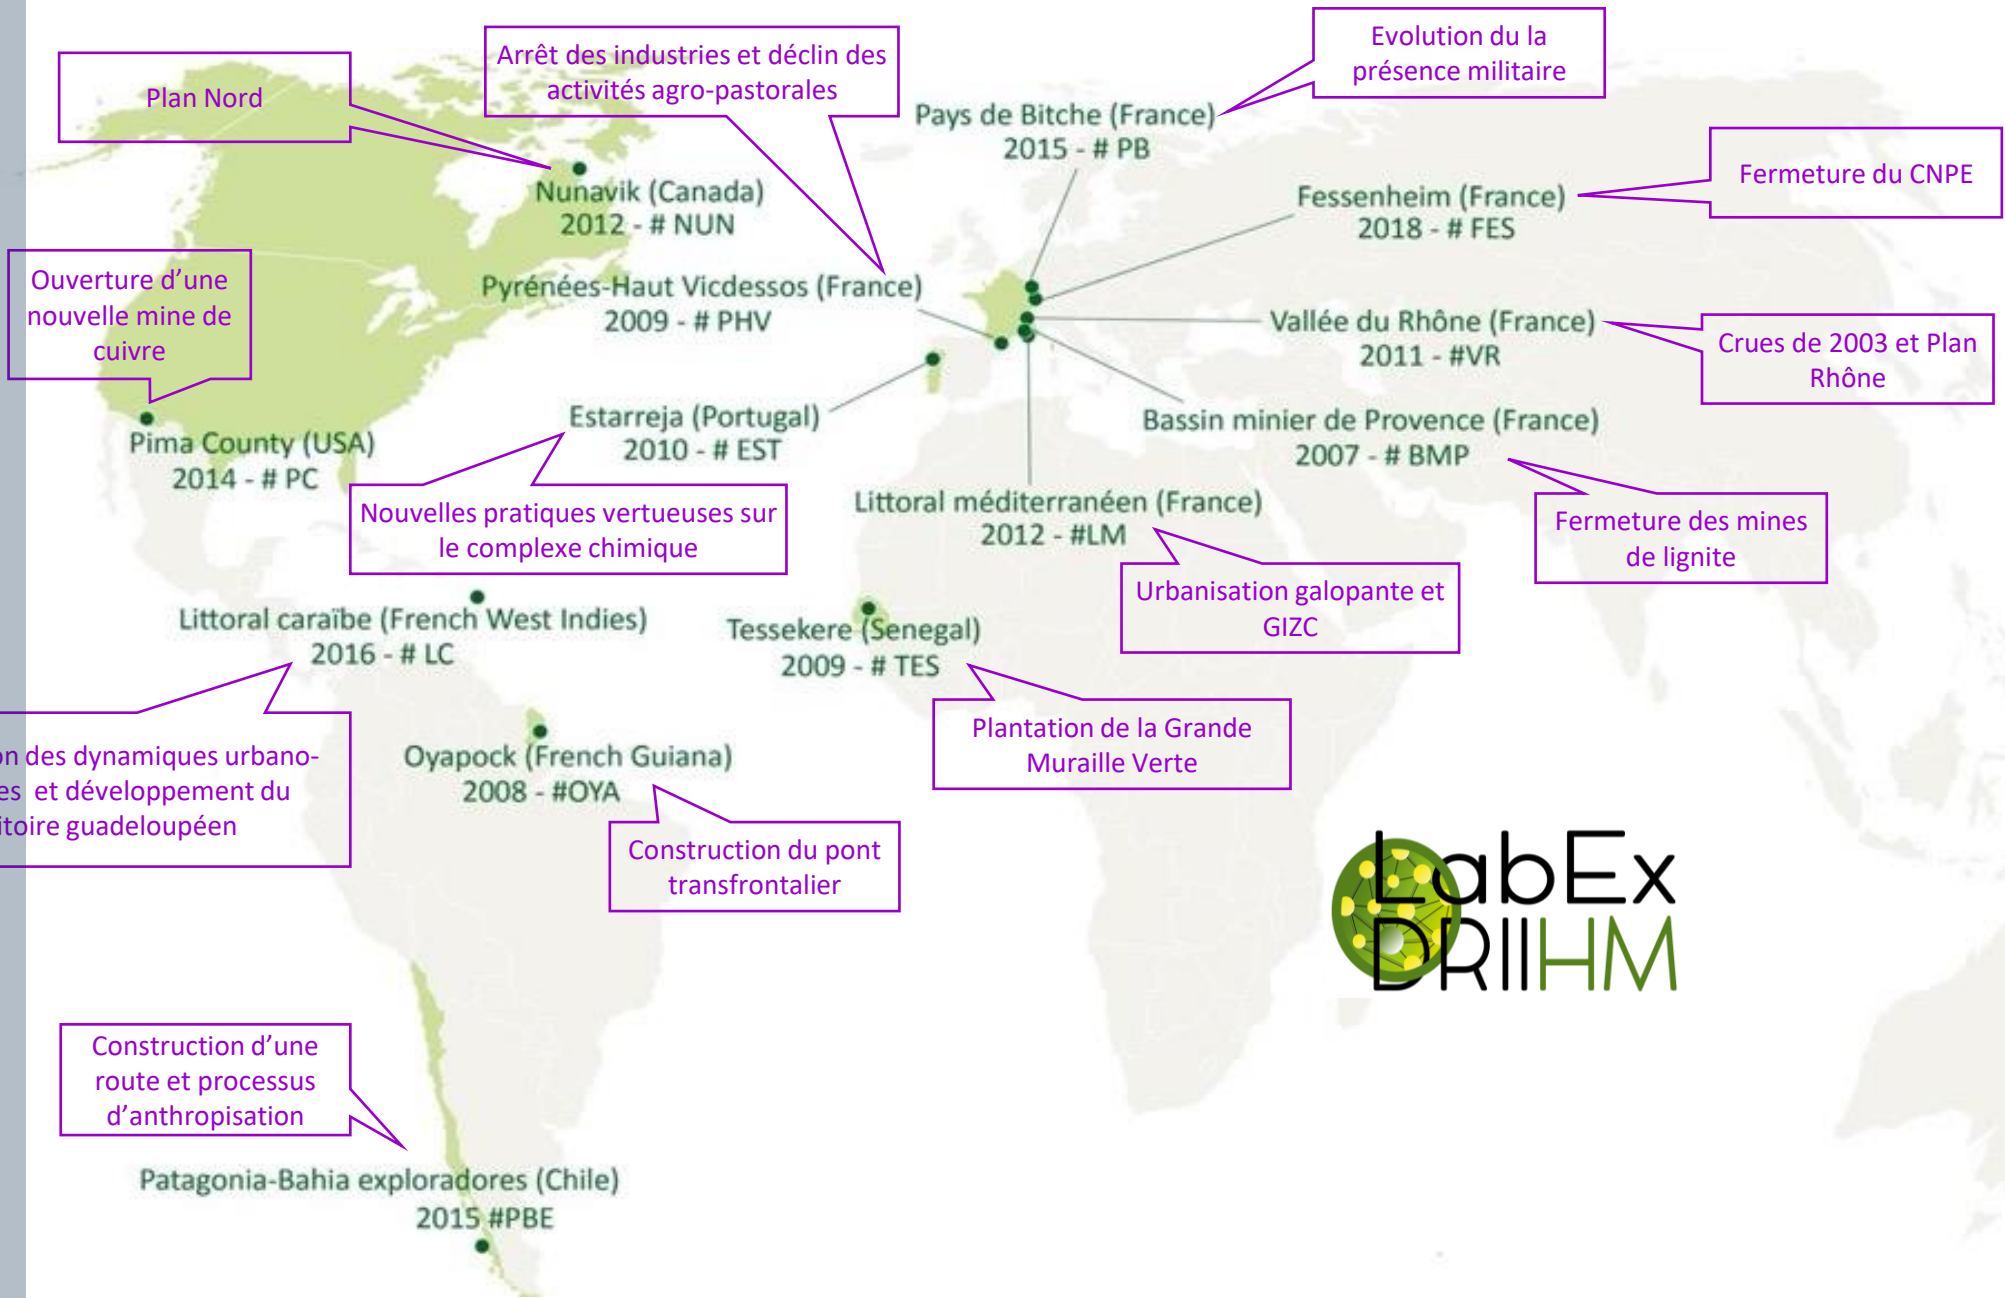 Plan Nord
Arrêt des industries et déclin des
activités agro-pastorales
Evolution du la
présence militaire
Pays de Bitche (France)
2015 - # PB
Fermeture du CNPE
Nunavik (Canada)
2012 - # NUN
Fessenheim (France)
2018 - # FES
Ouverture d’une
nouvelle mine de
cuivre
Pyrénées-Haut Vicdessos (France)
2009 - # PHV
Vallée du Rhône (France)
2011 - #VR
Crues de 2003 et Plan
Rhône
Pima County (USA)
2014 - # PC
Estarreja (Portugal)
2010 - # EST
Bassin minier de Provence (France)
2007 - # BMP
Nouvelles pratiques vertueuses sur
le complexe chimique
Littoral méditerranéen (France)
2012 - #LM
Fermeture des mines
de lignite
Urbanisation galopante et
GIZC
Littoral caraïbe (French West Indies)
2016 - # LC
Tessekere (Senegal)
2009 - # TES
Plantation de la Grande
Muraille Verte
des dynamiques urbano-
et développement du
guadeloupéen
Oyapock (French Guiana)
2008 - #OYA
Construction du pont
transfrontalier
LabEx
DRIIHM
Construction d’une
route et processus
d’anthropisation
Patagonia-Bahia exploradores (Chile)
2015 #PBE